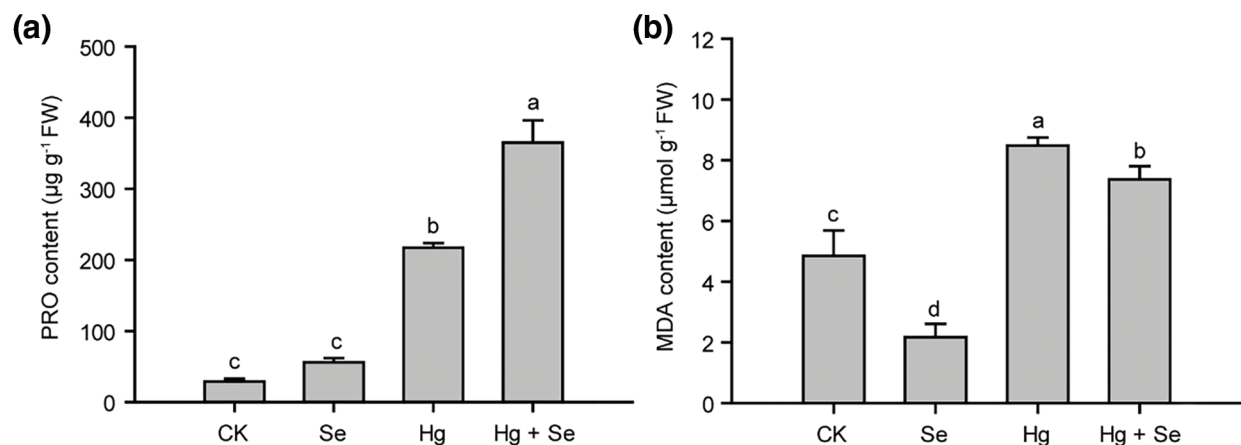 (a)
PRO content (µg g⁻¹ FW)
500
400
300
200
100
0
c
c
b
a
CK Se Hg Hg + Se
(b)
MDA content (µmol g⁻¹ FW)
12
10
8
6
4
2
0
c
d
a
b
CK Se Hg Hg + Se